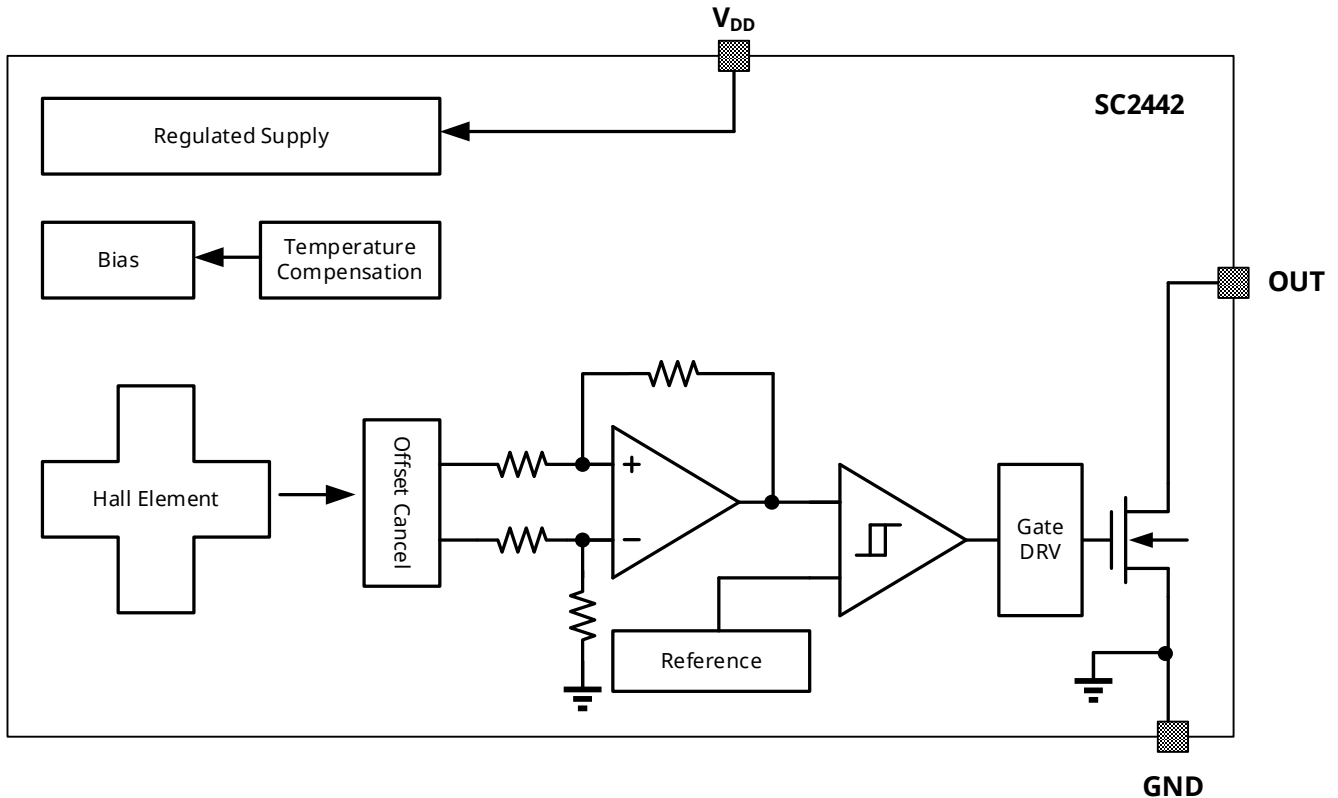 VDD
SC2442
Regulated Supply
Temperature
Compensation
Bias
OUT
Hall Element
Offset Cancel
+
−
Gate
DRV
Reference
GND